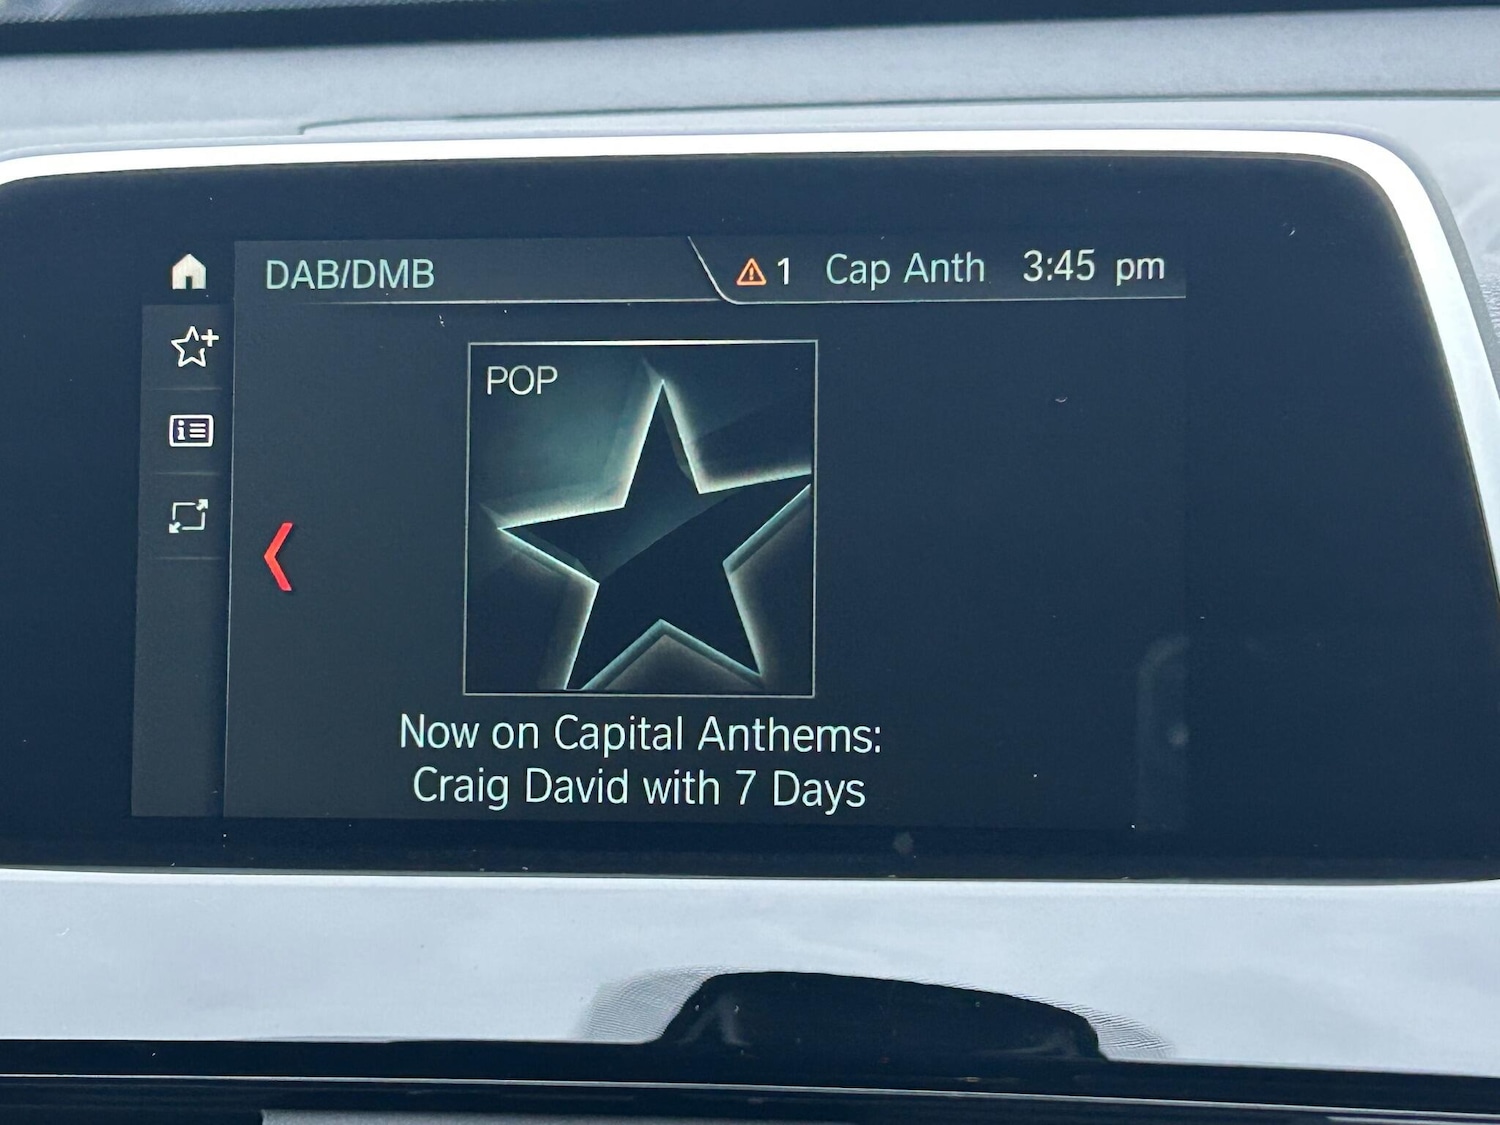 DAB/DMB
1 Cap Anth 3:45 pm
POP
Now on Capital Anthems:
Craig David with 7 Days